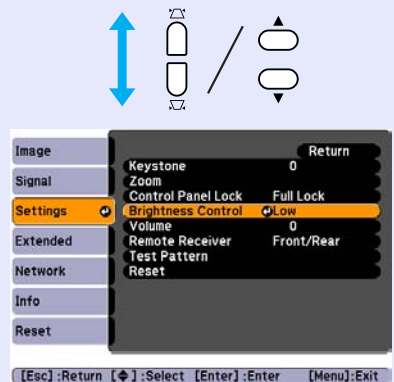 Image
Signal
Settings
Extended
Network
Info
Reset
Return
Keystone 0
Zoom
Control Panel Lock Full Lock
Brightness Control Low
Volume 0
Remote Receiver Front/Rear
Test Pattern
Reset
[Esc] :Return [◆] :Select [Enter] :Enter [Menu]:Exit